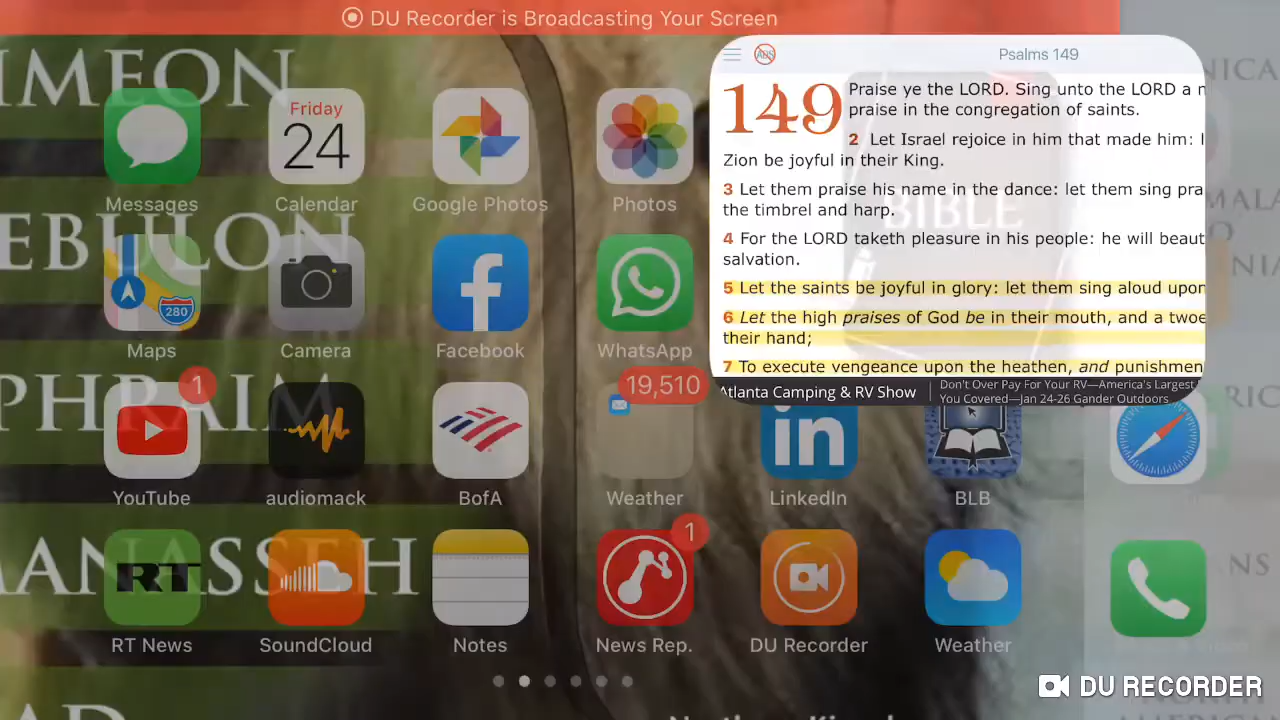 DU Recorder is Broadcasting Your Screen
IMEON
EBULON
PHRAIM
MANASSEH
Messages
Friday
24
Calendar
Google Photos
Photos
Maps
280
Camera
Facebook
WhatsApp
1
YouTube
audiomack
BofA
19,510
Weather
in
LinkedIn
BLB
RT
RT News
SoundCloud
Notes
1
News Rep.
DU Recorder
Weather
ADS
Psalms 149
149 Praise ye the LORD. Sing unto the LORD a n
praise in the congregation of saints.
2 Let Israel rejoice in him that made him: l
Zion be joyful in their King.
3 Let them praise his name in the dance: let them sing pra
the timbrel and harp.
4 For the LORD taketh pleasure in his people: he will beaut
salvation.
5 Let the saints be joyful in glory: let them sing aloud upon
6 Let the high praises of God be in their mouth, and a twoe
their hand;
7 To execute vengeance upon the heathen, and punishmen
BIBLE
Atlanta Camping & RV Show
Don't Over Pay For Your RV—America's Largest
You Covered—Jan 24-26 Gander Outdoors
DU RECORDER